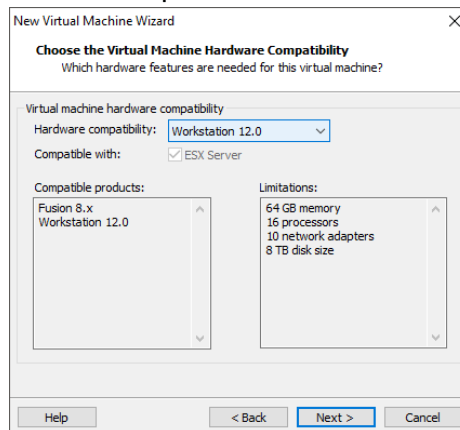 New Virtual Machine Wizard
Choose the Virtual Machine Hardware Compatibility
Which hardware features are needed for this virtual machine?
Virtual machine hardware compatibility
Hardware compatibility: Workstation 12.0
Compatible with: ESX Server
Compatible products: Limitations:
Fusion 8.x 64 GB memory
Workstation 12.0 16 processors
10 network adapters
8 TB disk size
Help < Back Next > Cancel